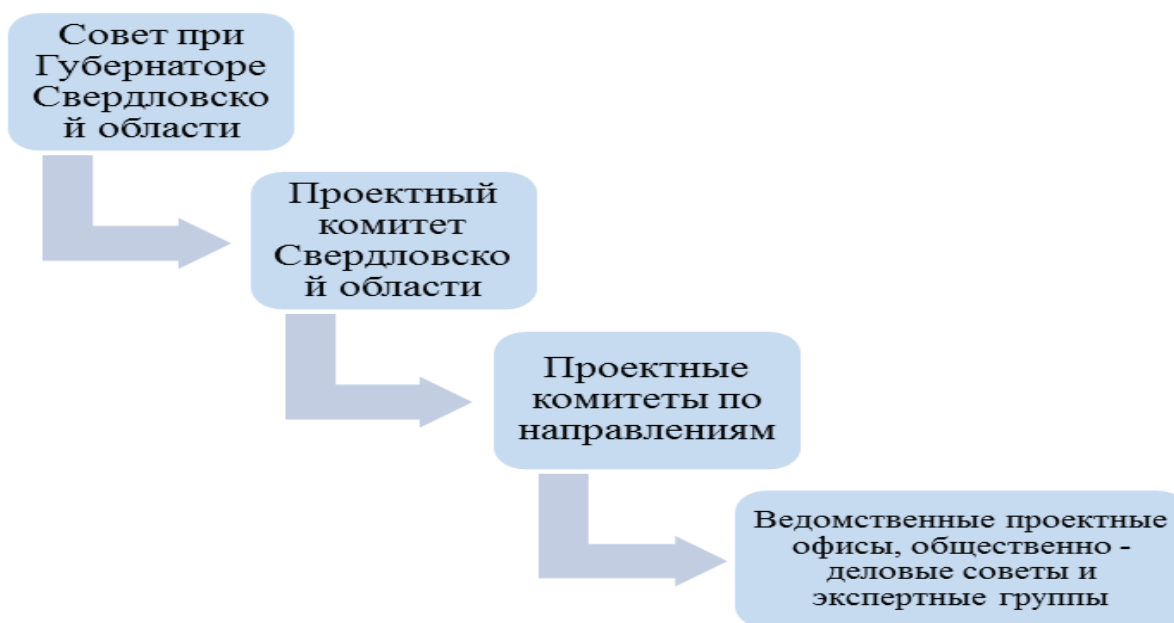 Совет при
Губернаторе
Свердловско
й области
Проектный
комитет
Свердловско
й области
Проектные
комитеты по
направлениям
Ведомственные проектные
офисы, общественно -
деловые советы и
экспертные группы